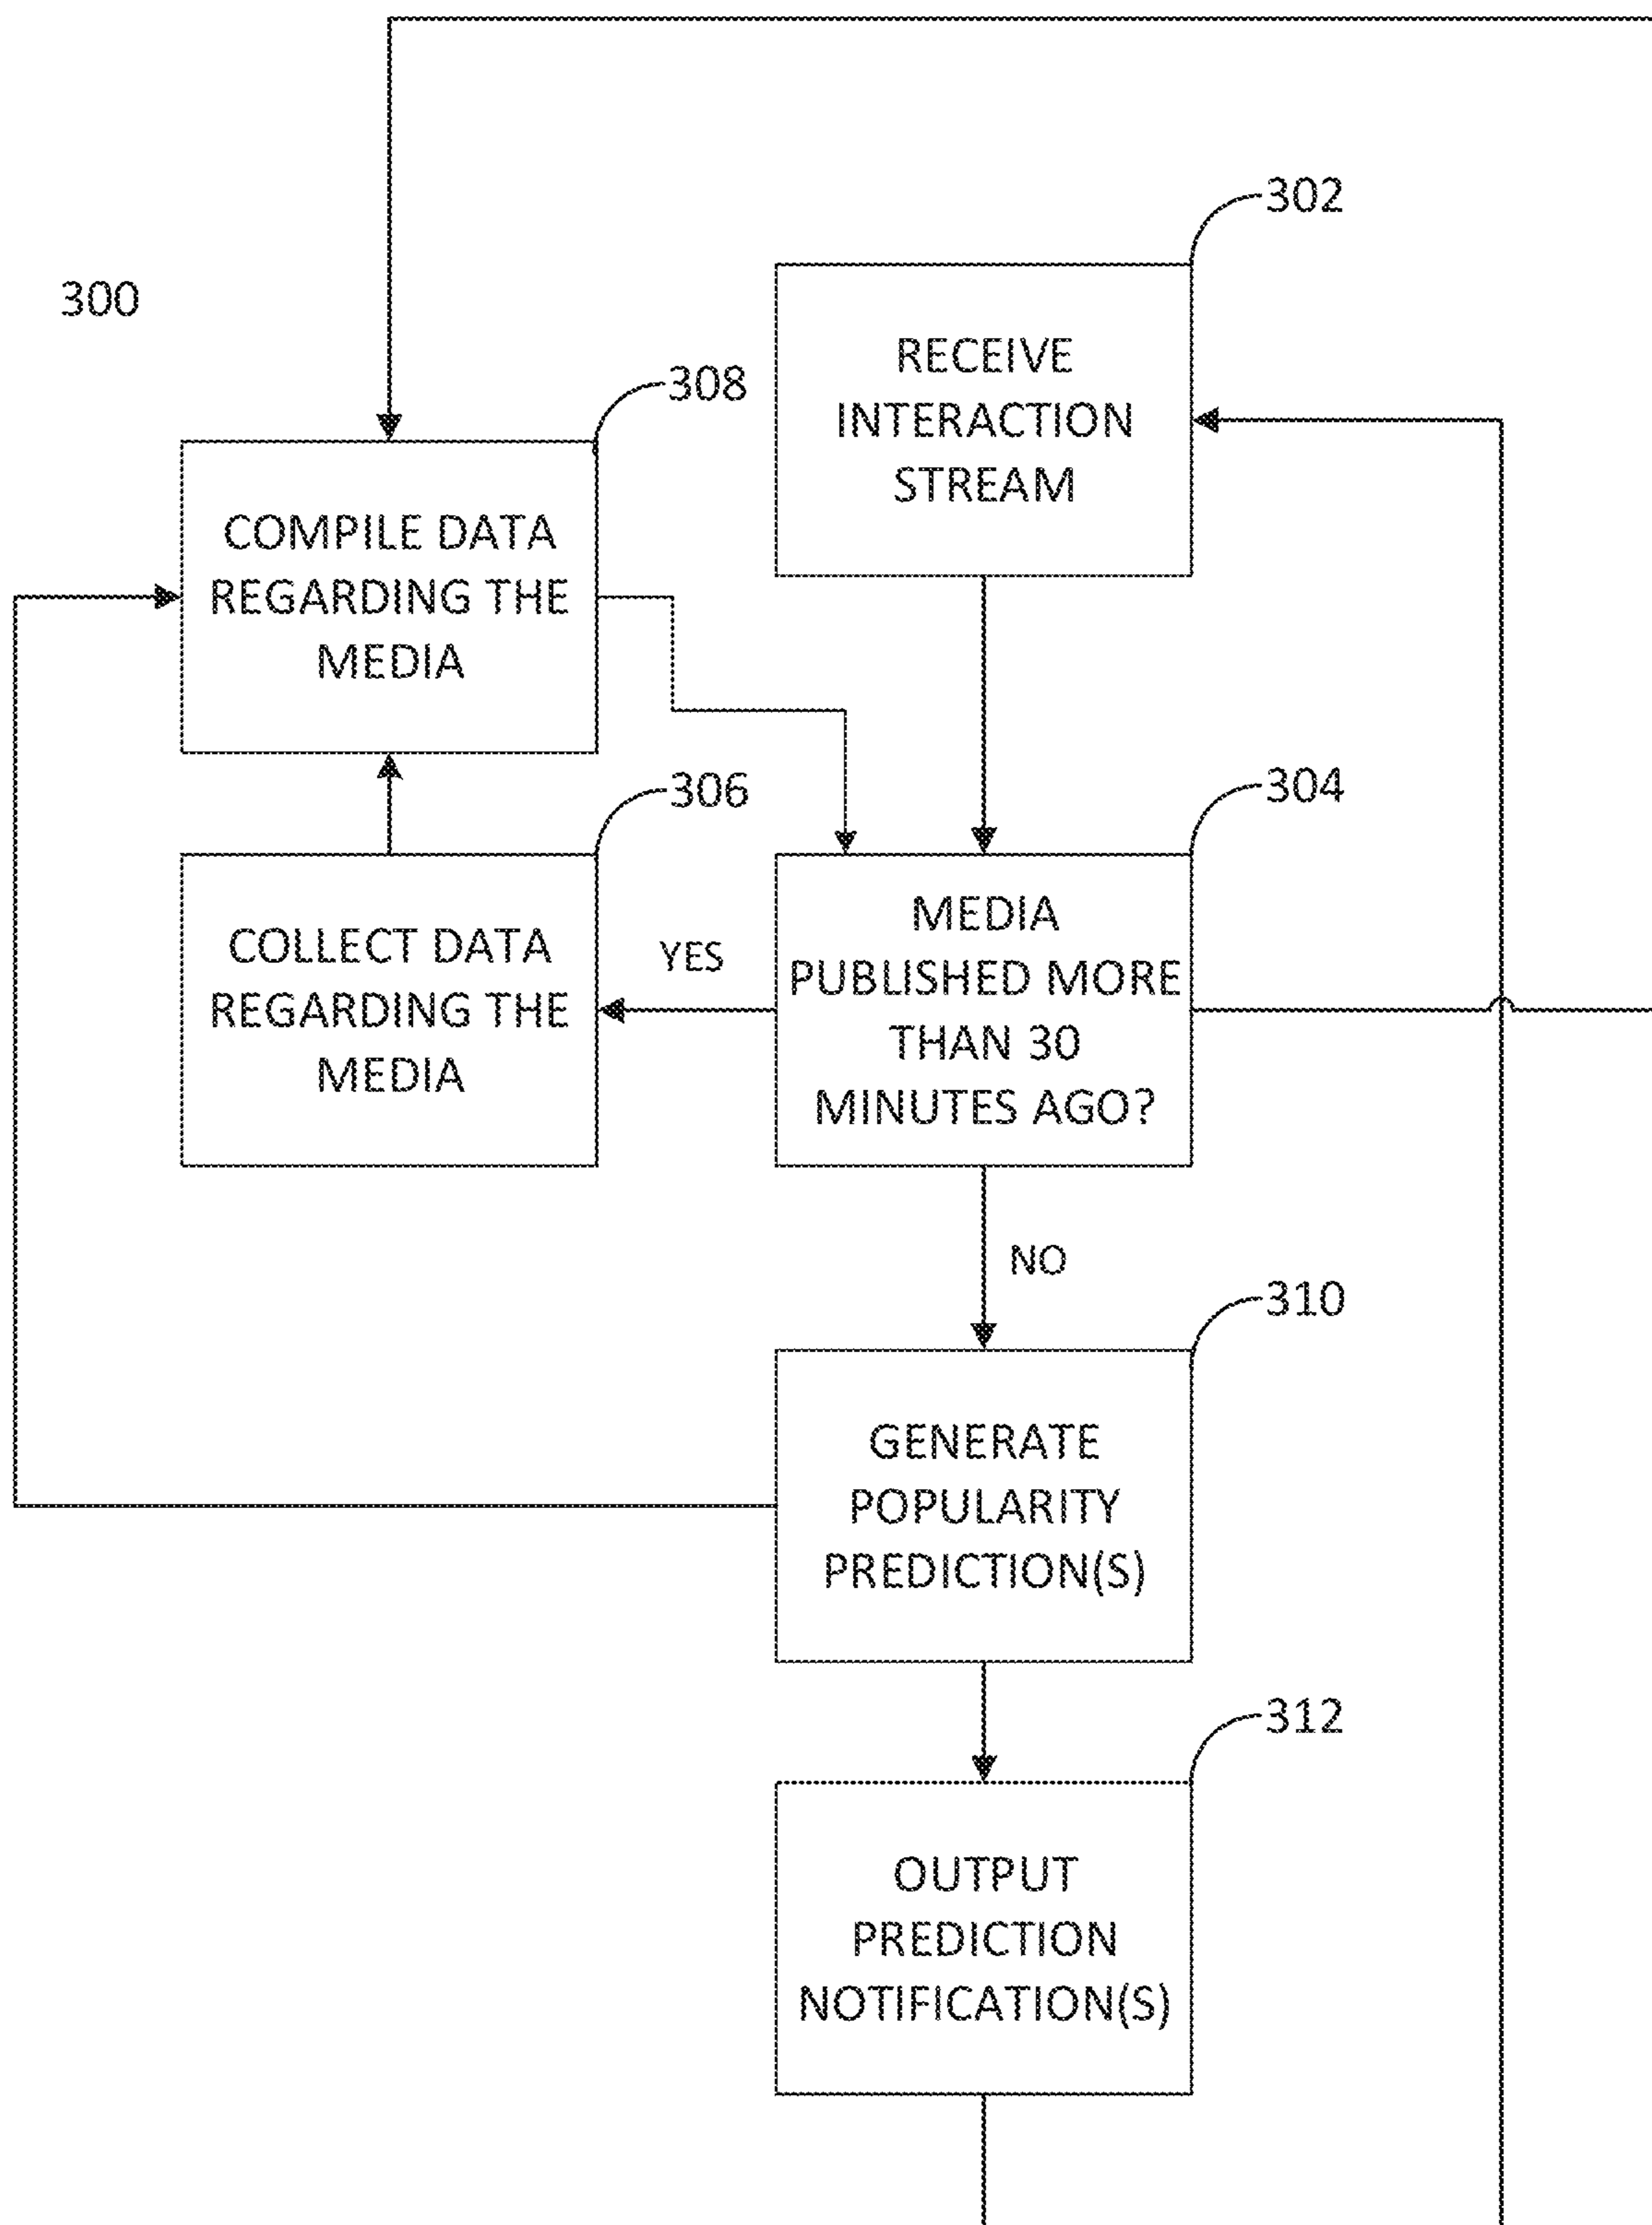 302
300
RECEIVE
INTERACTION
STREAM
308
COMPILE DATA
REGARDING THE
MEDIA
306
COLLECT DATA
REGARDING THE
MEDIA
YES
304
MEDIA
PUBLISHED MORE
THAN 30
MINUTES AGO?
NO
310
GENERATE
POPULARITY
PREDICTION(S)
312
OUTPUT
PREDICTION
NOTIFICATION(S)